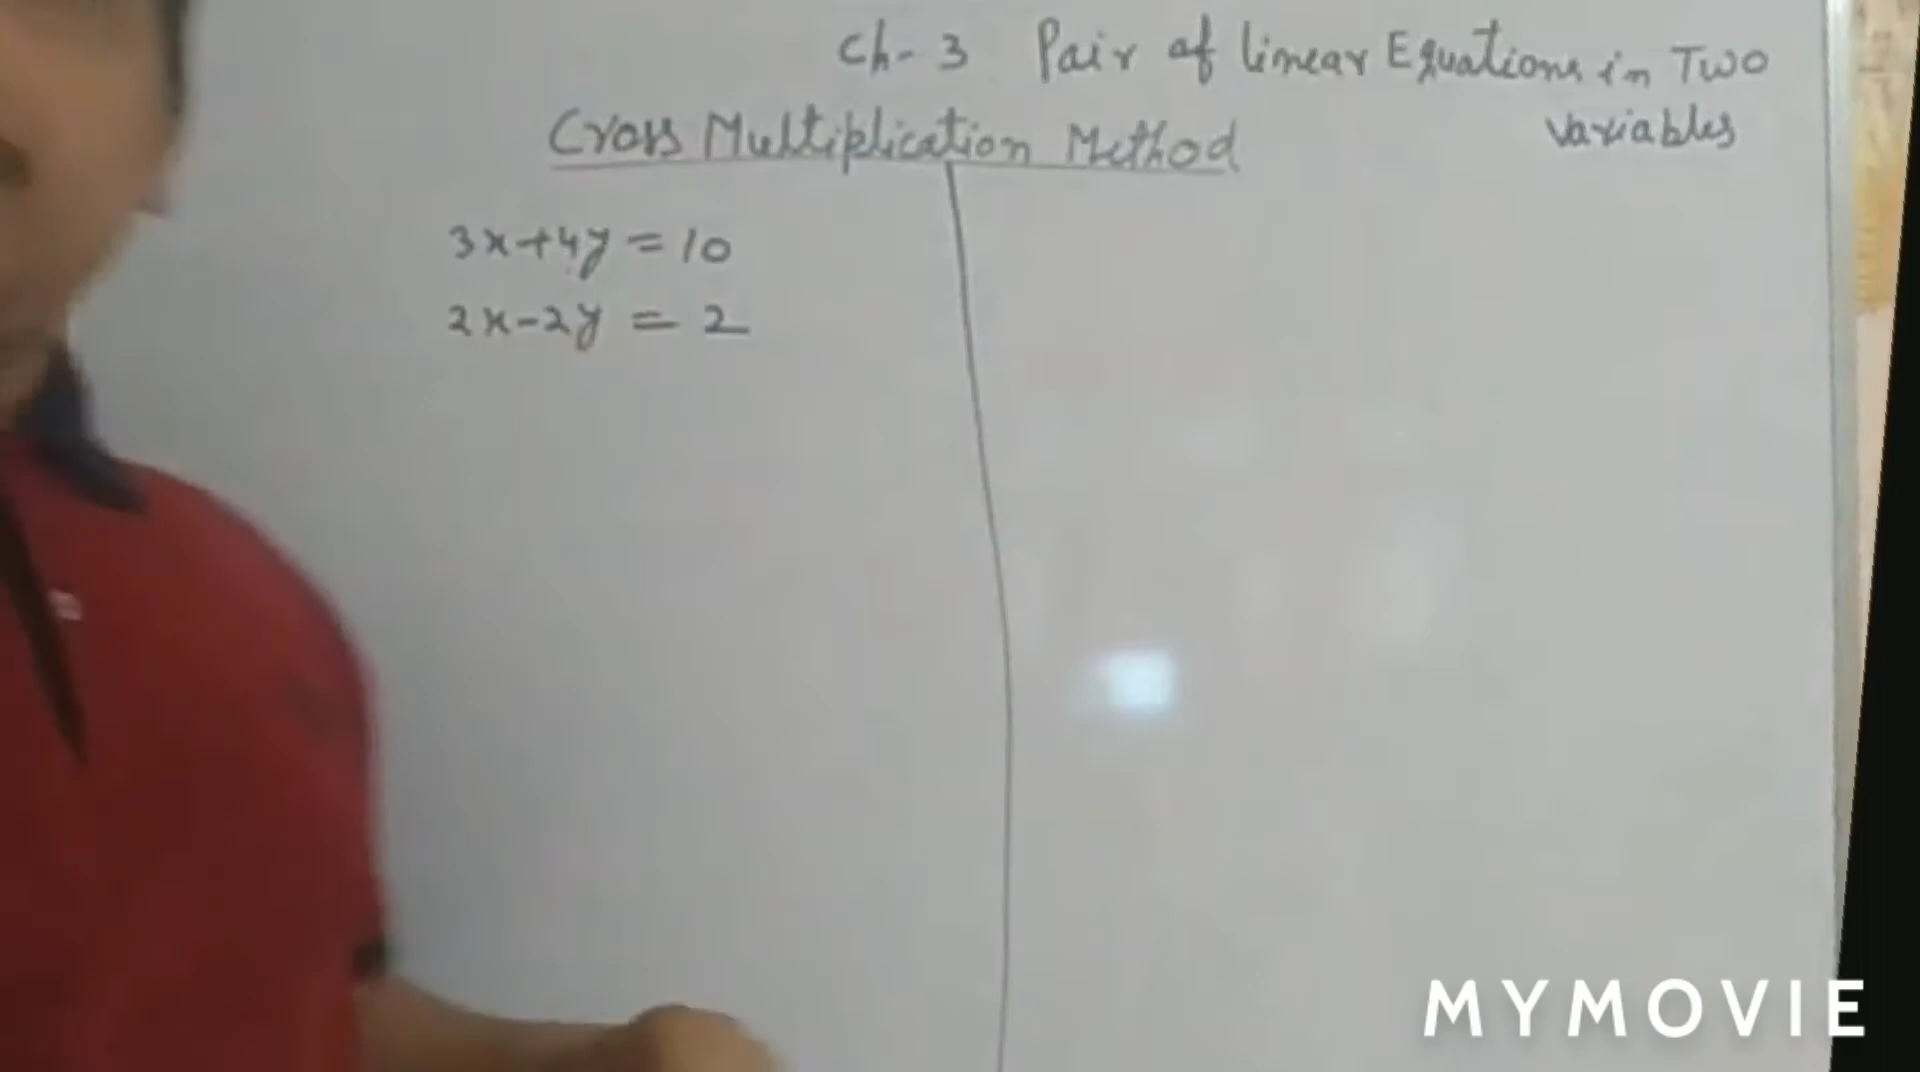 Ch-3 Pair of linear Equations in Two
variables
Cross Multiplication Method
3x+4y = 10
2x-2y = 2
MYMOVIE